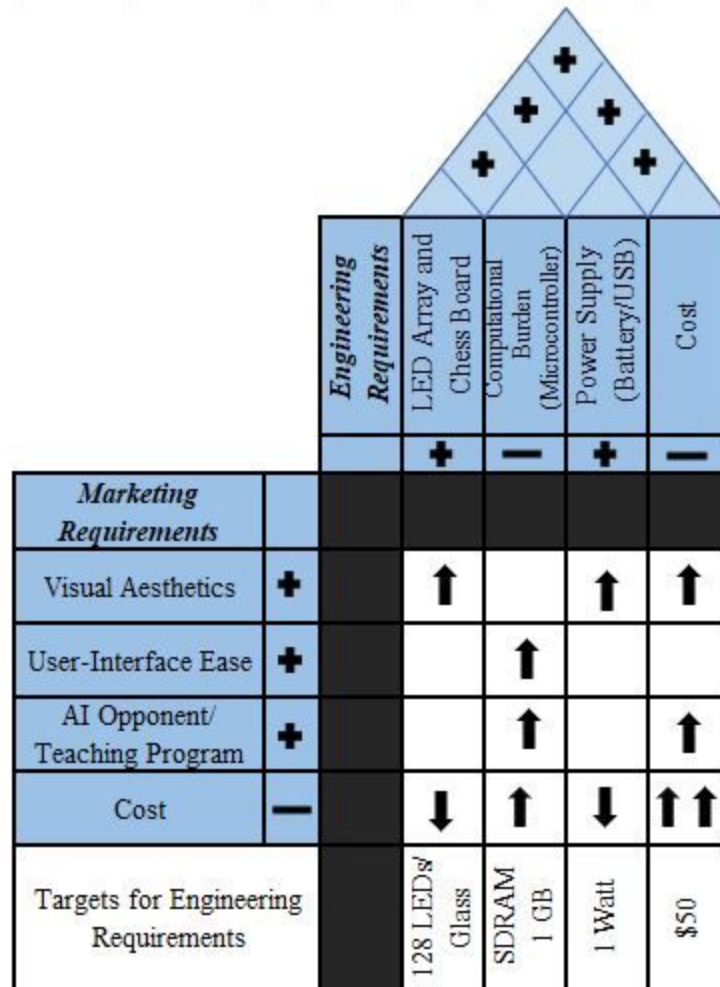 Engineering
Requirements
LED Array and
Chess Board
Computational
Burden
(Microcontroller)
Power Supply
(Battery/USB)
Cost
Marketing
Requirements
Visual Aesthetics
User-Interface Ease
AI Opponent/
Teaching Program
Cost
Targets for Engineering
Requirements
128 LEDs/
Glass
SDRAM
1 GB
1 Watt
$50